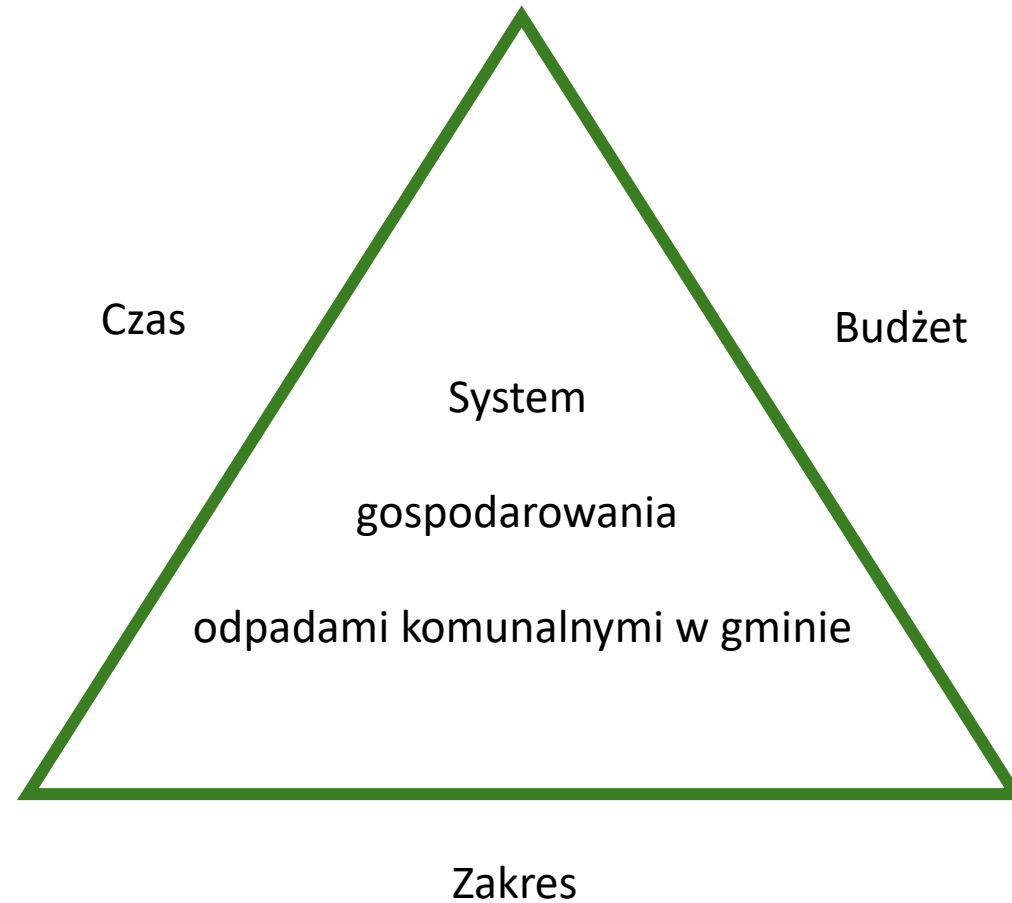 Czas
Budżet
System
gospodarowania
odpadami komunalnymi w gminie
Zakres